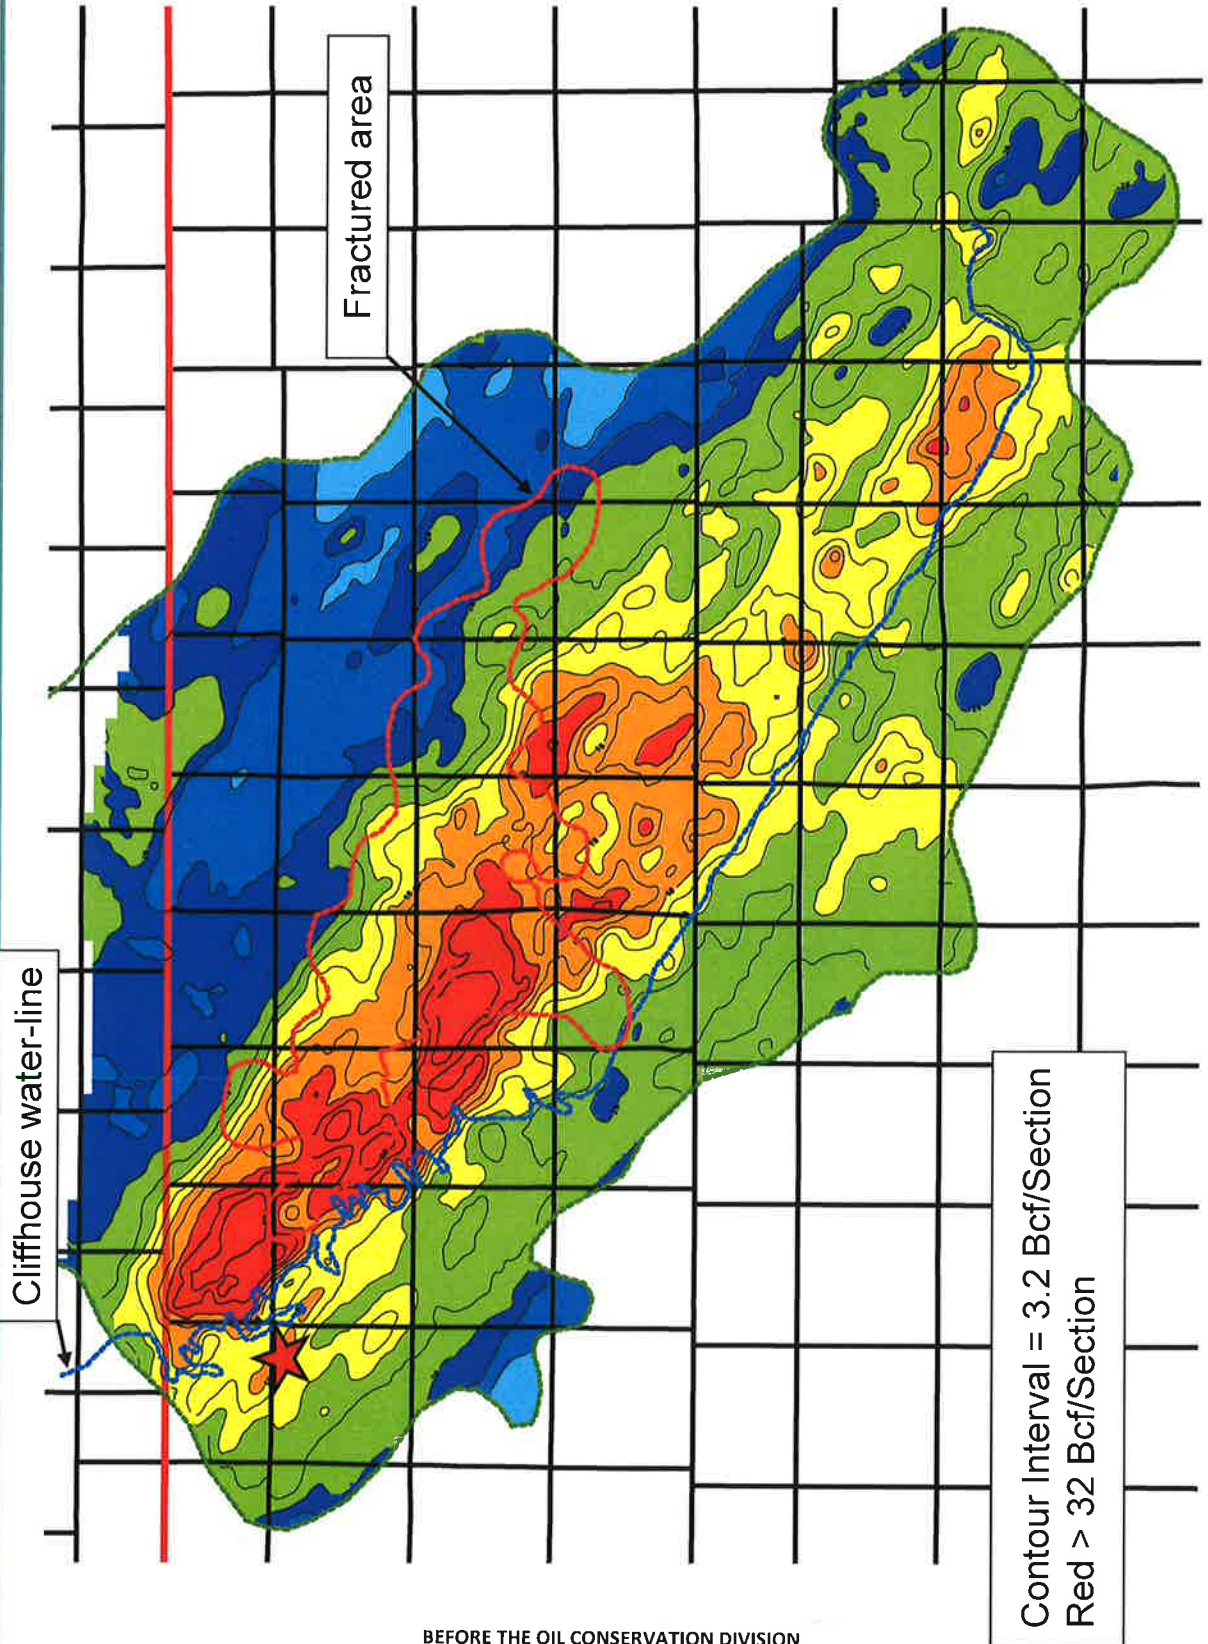 Cliffhouse water-line
Fractured area
Contour Interval = 3.2 Bcf/Section
Red > 32 Bcf/Section
BEFORE THE OIL CONSERVATION DIVISION